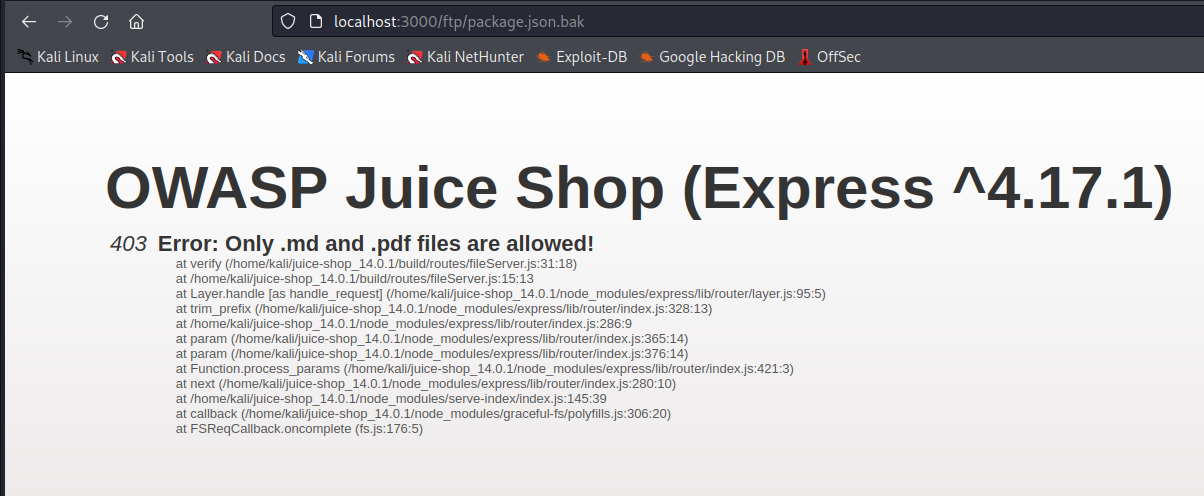 localhost:3000/ftp/package.json.bak
Kali Linux Kali Tools Kali Docs Kali Forums Kali NetHunter Exploit-DB Google Hacking DB OffSec
OWASP Juice Shop (Express ^4.17.1)
403 Error: Only .md and .pdf files are allowed!
at verify (/home/kali/juice-shop_14.0.1/build/routes/fileServer.js:31:18)
at /home/kali/juice-shop_14.0.1/build/routes/fileServer.js:15:13
at Layer.handle [as handle_request] (/home/kali/juice-shop_14.0.1/node_modules/express/lib/router/layer.js:95:5)
at trim_prefix (/home/kali/juice-shop_14.0.1/node_modules/express/lib/router/index.js:328:13)
at /home/kali/juice-shop_14.0.1/node_modules/express/lib/router/index.js:286:9
at param (/home/kali/juice-shop_14.0.1/node_modules/express/lib/router/index.js:365:14)
at param (/home/kali/juice-shop_14.0.1/node_modules/express/lib/router/index.js:376:14)
at Function.process_params (/home/kali/juice-shop_14.0.1/node_modules/express/lib/router/index.js:421:3)
at next (/home/kali/juice-shop_14.0.1/node_modules/express/lib/router/index.js:280:10)
at /home/kali/juice-shop_14.0.1/node_modules/serve-index/index.js:145:39
at callback (/home/kali/juice-shop_14.0.1/node_modules/graceful-fs/polyfills.js:306:20)
at FSReqCallback.oncomplete (fs.js:176:5)